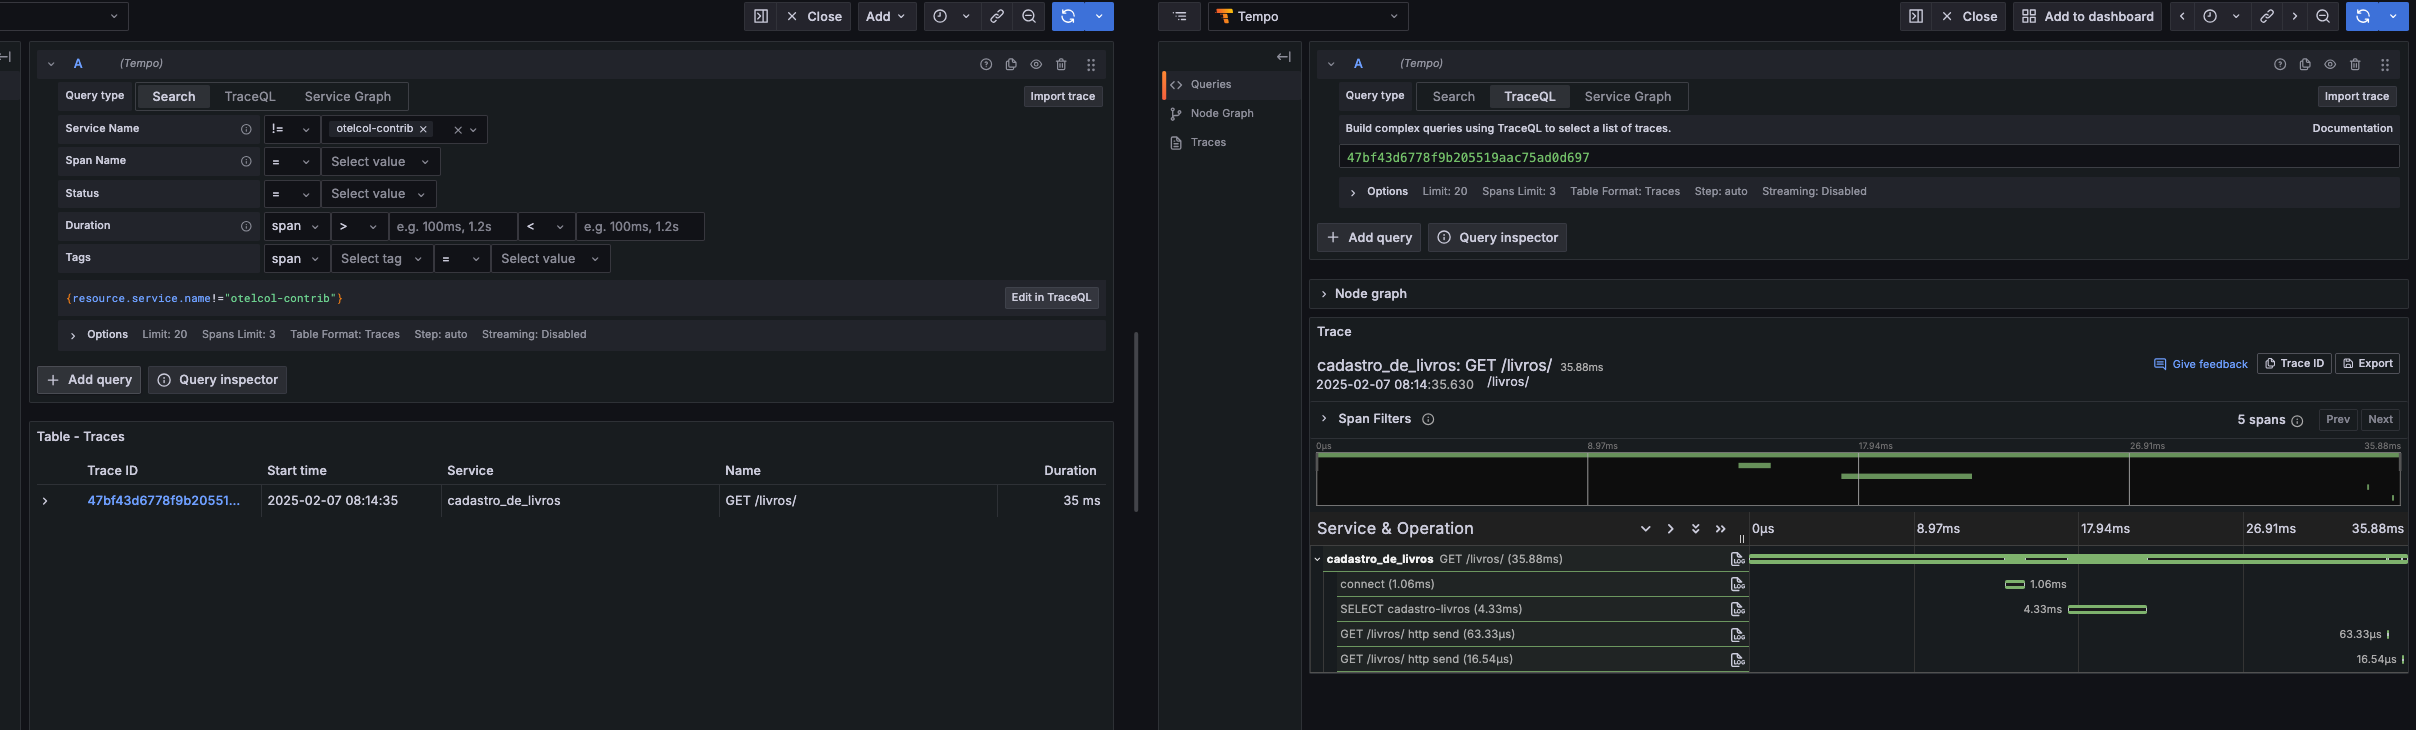 Close
Add
A (Tempo)
Query type Search TraceQL Service Graph Import trace
Service Name != otelcol-contrib
Span Name = Select value
Status = Select value
Duration span > e.g. 100ms, 1.2s < e.g. 100ms, 1.2s
Tags span Select tag = Select value
{resource.service.name!="otelcol-contrib"} Edit in TraceQL
Options Limit: 20 Spans Limit: 3 Table Format: Traces Step: auto Streaming: Disabled
+ Add query Query inspector
Table - Traces
Trace ID Start time Service Name Duration
47bf43d6778f9b20551... 2025-02-07 08:14:35 cadastro_de_livros GET /livros/ 35 ms
Tempo
Close
Add to dashboard
Queries
Node Graph
Traces
A (Tempo)
Query type Search TraceQL Service Graph Import trace
Build complex queries using TraceQL to select a list of traces. Documentation
47bf43d6778f9b205519aac75ad0d697
Options Limit: 20 Spans Limit: 3 Table Format: Traces Step: auto Streaming: Disabled
+ Add query Query inspector
Node graph
Trace
cadastro_de_livros: GET /livros/ 35.88ms
Give feedback Trace ID Export
2025-02-07 08:14:35.630 /livros/
Span Filters 5 spans Prev Next
0μs 8.97ms 17.94ms 26.91ms 35.88ms
Service & Operation 0μs 8.97ms 17.94ms 26.91ms 35.88ms
cadastro_de_livros GET /livros/ (35.88ms) LOG
connect (1.06ms) LOG 1.06ms
SELECT cadastro-livros (4.33ms) LOG 4.33ms
GET /livros/ http send (63.33μs) LOG 63.33μs
GET /livros/ http send (16.54μs) LOG 16.54μs